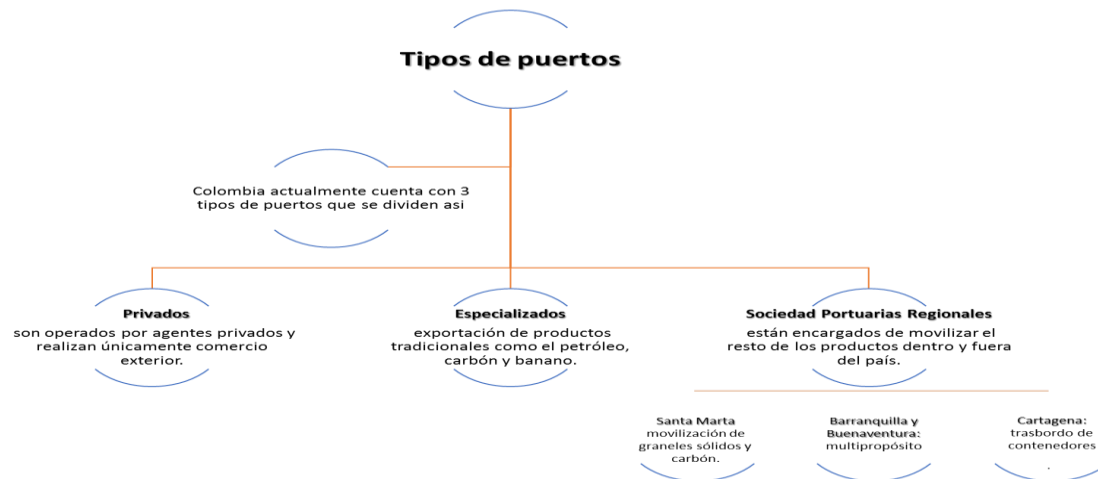 Tipos de puertos
Colombia actualmente cuenta con 3
tipos de puertos que se dividen asi
Privados
son operados por agentes privados y
realizan únicamente comercio
exterior.
Especializados
exportación de productos
tradicionales como el petróleo,
carbón y banano.
Sociedad Portuarias Regionales
están encargados de movilizar el
resto de los productos dentro y fuera
del país.
Santa Marta
movilización de
graneles sólidos y
carbón.
Barranquilla y
Buenaventura:
multipropósito
Cartagena:
trasbordo de
contenedores
.